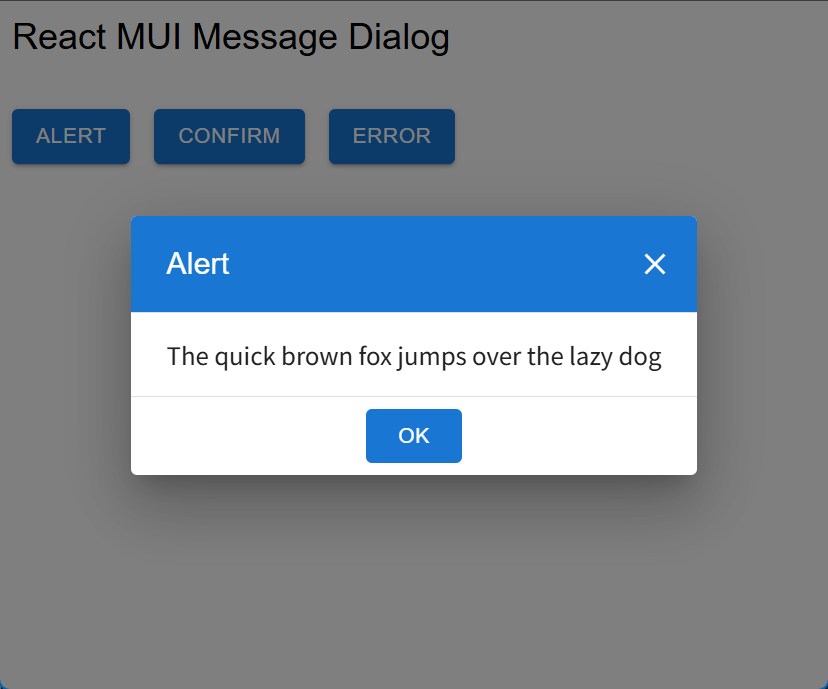 React MUI Message Dialog
ALERT CONFIRM ERROR
Alert
The quick brown fox jumps over the lazy dog
OK